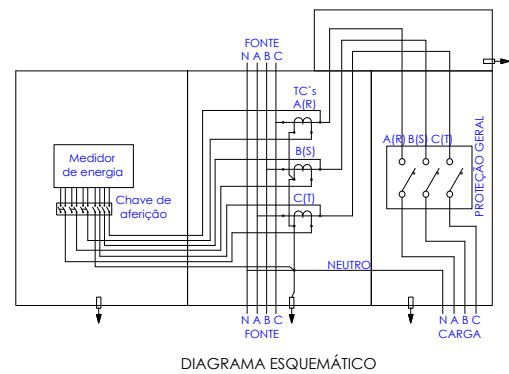 FONTE
N A B C
TC`s
A(R)
B(S)
C(T)
A(R) B(S) C(T)
PROTEÇÃO GERAL
Medidor
de energia
Chave de
aferição
NEUTRO
N A B C
FONTE
N A B C
CARGA
DIAGRAMA ESQUEMÁTICO